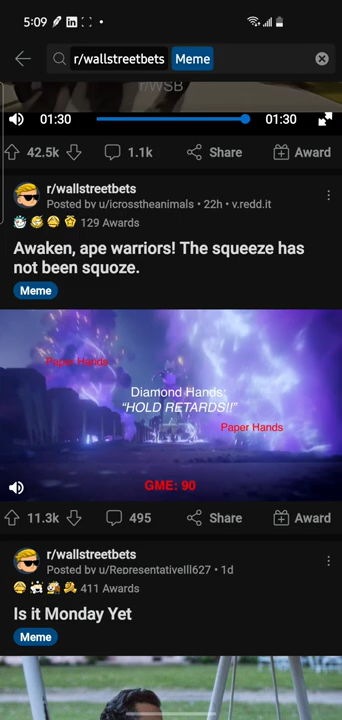 5:09
r/wallstreetbets Meme
r/WSB
01:30 01:30
42.5k 1.1k Share Award
r/wallstreetbets
Posted by u/icrosstheanimals • 22h • v.redd.it
129 Awards
Awaken, ape warriors! The squeeze has
not been squoze.
Meme
Paper Hands
Diamond Hands:
“HOLD RETARDS!!”
Paper Hands
GME: 90
11.3k 495 Share Award
r/wallstreetbets
Posted by u/RepresentativeIll627 • 1d
411 Awards
Is it Monday Yet
Meme